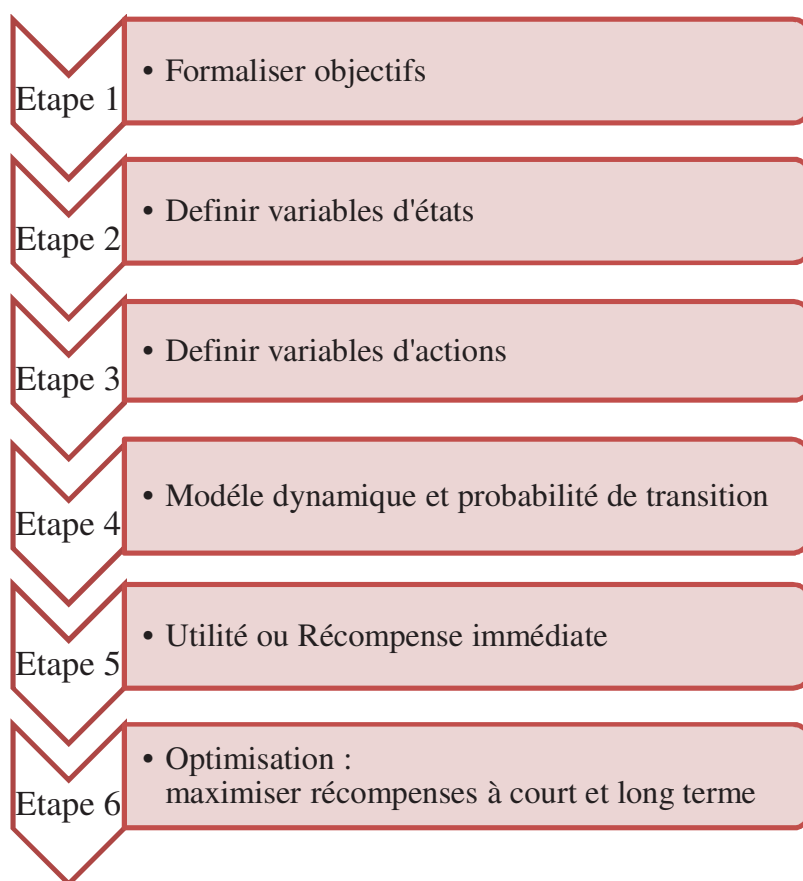 Etape 1
• Formaliser objectifs
Etape 2
• Definir variables d'états
Etape 3
• Definir variables d'actions
Etape 4
• Modéle dynamique et probabilité de transition
Etape 5
• Utilité ou Récompense immédiate
Etape 6
• Optimisation :
maximiser récompenses à court et long terme